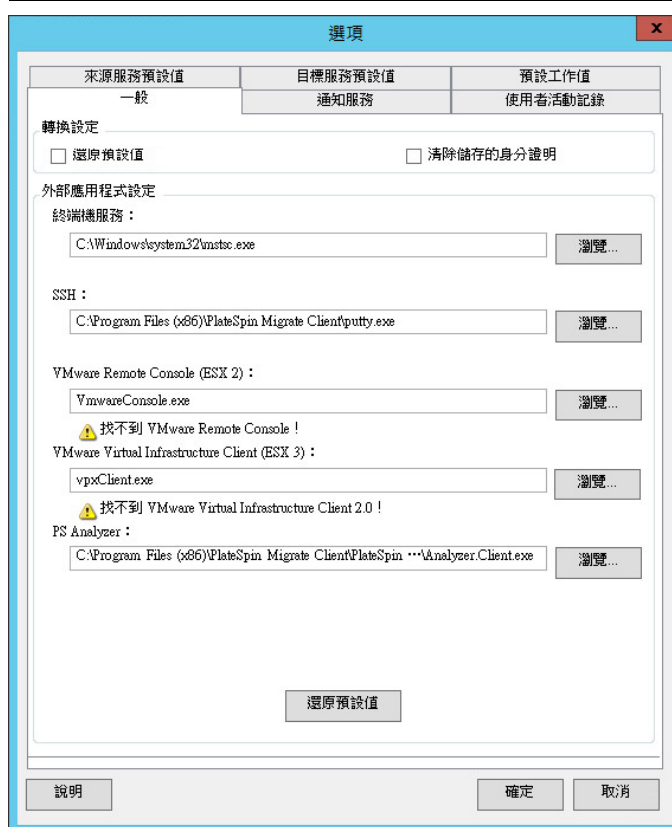 選項
x
來源服務預設值 目標服務預設值 預設工作值
一般 通知服務 使用者活動記錄
轉換設定
還原預設值 清除儲存的身分證明
外部應用程式設定
終端機服務：
C:\Windows\system32\mstsc.exe 瀏覽...
SSH：
C:\Program Files (x86)\PlateSpin Migrate Client\putty.exe 瀏覽...
VMware Remote Console (ESX 2)：
VmwareConsole.exe 瀏覽...
找不到 VMware Remote Console！
VMware Virtual Infrastructure Client (ESX 3)：
vpxClient.exe 瀏覽...
找不到 VMware Virtual Infrastructure Client 2.0！
PS Analyzer：
C:\Program Files (x86)\PlateSpin Migrate Client\PlateSpin ⋯\Analyzer.Client.exe 瀏覽...
還原預設值
說明 確定 取消